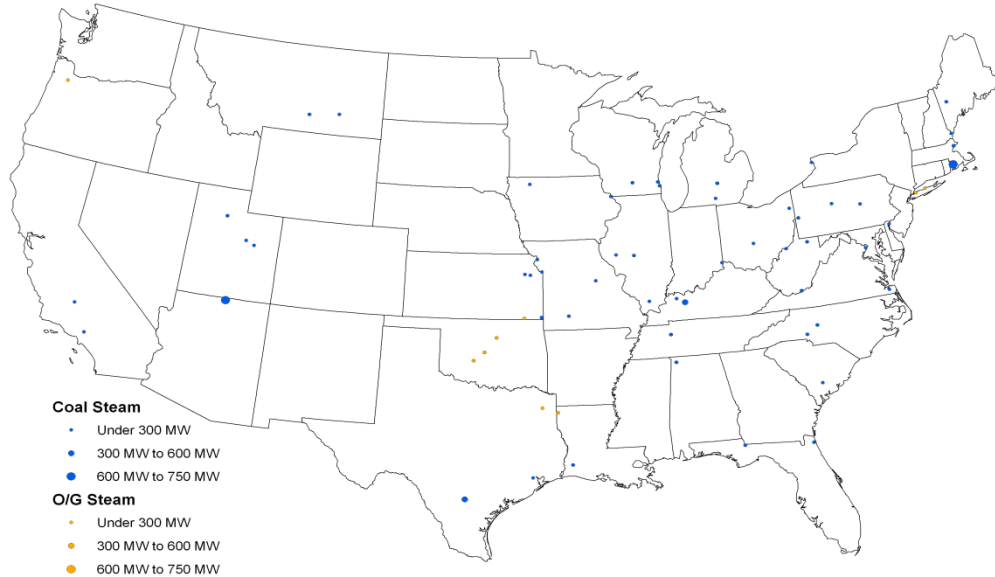 Coal Steam
Under 300 MW
300 MW to 600 MW
600 MW to 750 MW
O/G Steam
Under 300 MW
300 MW to 600 MW
600 MW to 750 MW